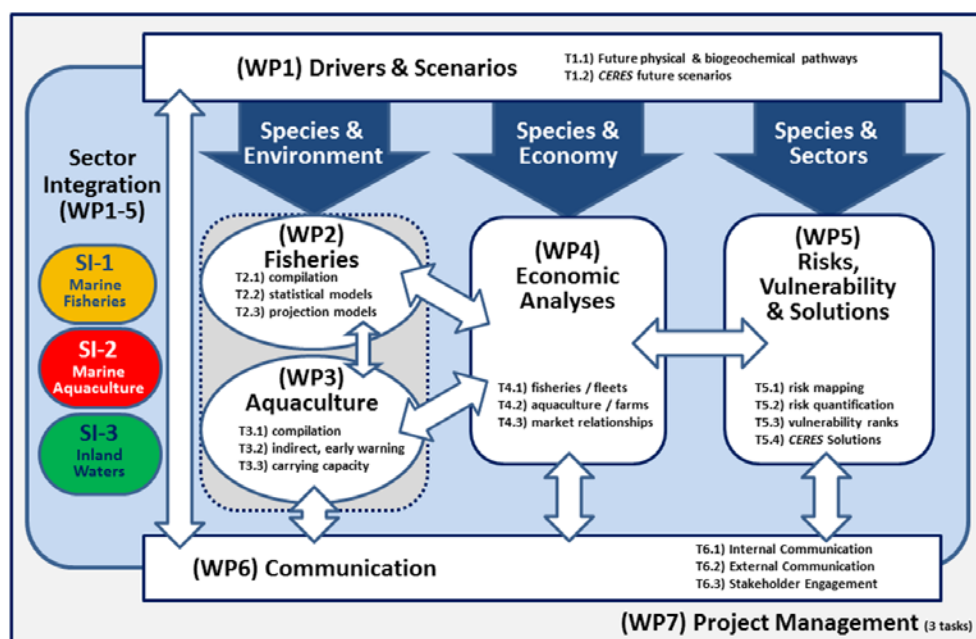 (WP1) Drivers & Scenarios
T1.1) Future physical & biogeochemical pathways
T1.2) CERES future scenarios
Species &
Environment
Species &
Economy
Species &
Sectors
Sector
Integration
(WP1-5)
SI-1
Marine
Fisheries
SI-2
Marine
Aquaculture
SI-3
Inland
Waters
(WP2)
Fisheries
T2.1) compilation
T2.2) statistical models
T2.3) projection models
(WP3)
Aquaculture
T3.1) compilation
T3.2) indirect, early warning
T3.3) carrying capacity
(WP4)
Economic
Analyses
T4.1) fisheries / fleets
T4.2) aquaculture / farms
T4.3) market relationships
(WP5)
Risks,
Vulnerability
& Solutions
T5.1) risk mapping
T5.2) risk quantification
T5.3) vulnerability ranks
T5.4) CERES Solutions
(WP6) Communication
T6.1) Internal Communication
T6.2) External Communication
T6.3) Stakeholder Engagement
(WP7) Project Management (3 tasks)